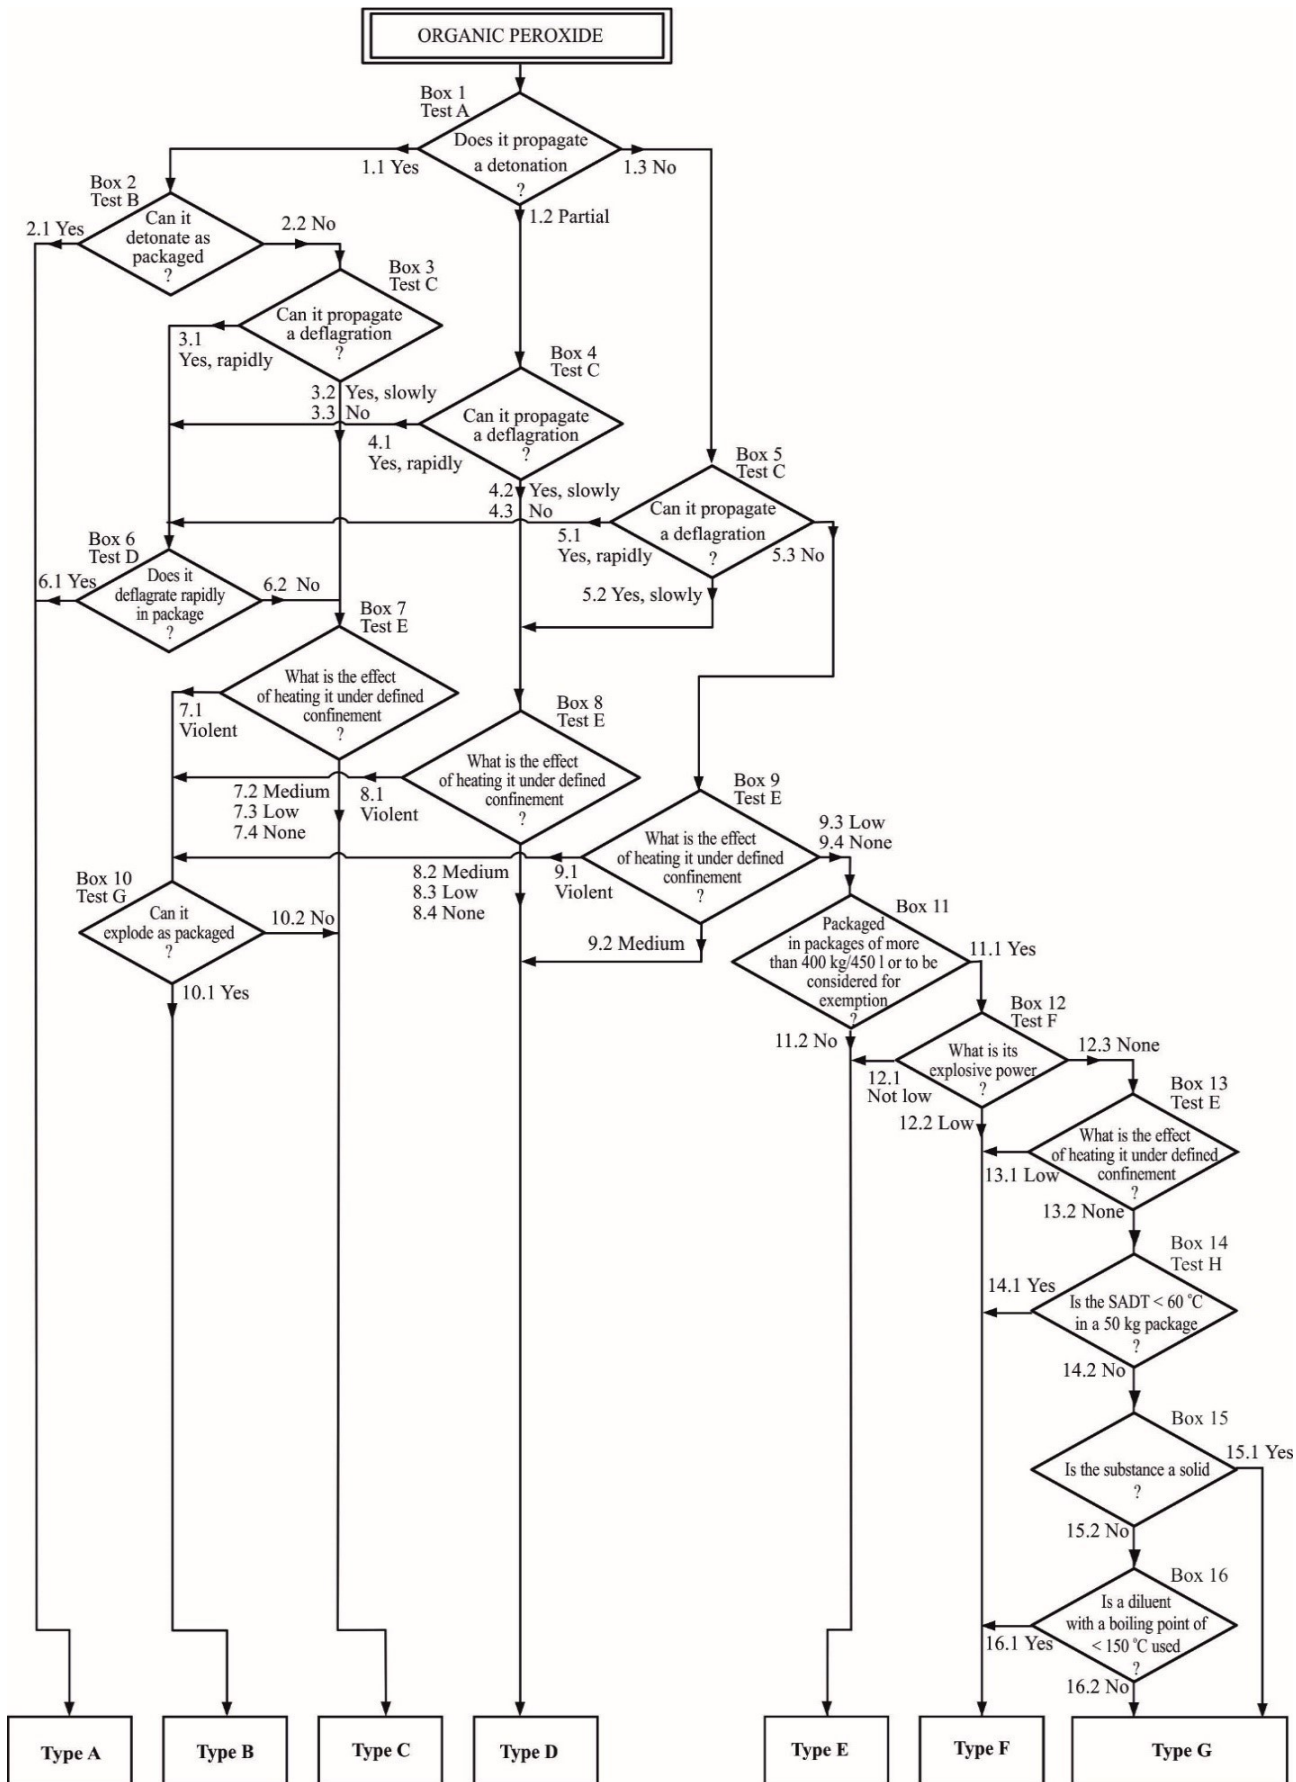 ORGANIC PEROXIDE
Box 1
Test A
Does it propagate
a detonation
?
1.1 Yes
1.3 No
1.2 Partial
Box 2
Test B
Can it
detonate as
packaged
?
2.1 Yes
2.2 No
Box 3
Test C
Can it propagate
a deflagration
?
3.1
Yes, rapidly
3.2 Yes, slowly
3.3 No
Box 4
Test C
Can it propagate
a deflagration
?
4.1
Yes, rapidly
4.2 Yes, slowly
4.3 No
Box 5
Test C
Can it propagate
a deflagration
?
5.1
Yes, rapidly
5.3 No
5.2 Yes, slowly
Box 6
Test D
Does it
deflagrate rapidly
in package
?
6.1 Yes
6.2 No
Box 7
Test E
What is the effect
of heating it under defined
confinement
?
7.1
Violent
7.2 Medium
7.3 Low
7.4 None
Box 8
Test E
What is the effect
of heating it under defined
confinement
?
8.1
Violent
8.2 Medium
8.3 Low
8.4 None
Box 9
Test E
What is the effect
of heating it under defined
confinement
?
9.1
Violent
9.2 Medium
9.3 Low
9.4 None
Box 10
Test G
Can it
explode as packaged
?
10.2 No
10.1 Yes
Box 11
Packaged
in packages of more
than 400 kg/450 l or to be
considered for
exemption
?
11.1 Yes
11.2 No
Box 12
Test F
What is its
explosive power
?
12.1
Not low
12.2 Low
12.3 None
Box 13
Test E
What is the effect
of heating it under defined
confinement
?
13.1 Low
13.2 None
Box 14
Test H
Is the SADT < 60 °C
in a 50 kg package
?
14.1 Yes
14.2 No
Box 15
Is the substance a solid
?
15.1 Yes
15.2 No
Box 16
Is a diluent
with a boiling point of
< 150 °C used
?
16.1 Yes
16.2 No
Type A
Type B
Type C
Type D
Type E
Type F
Type G